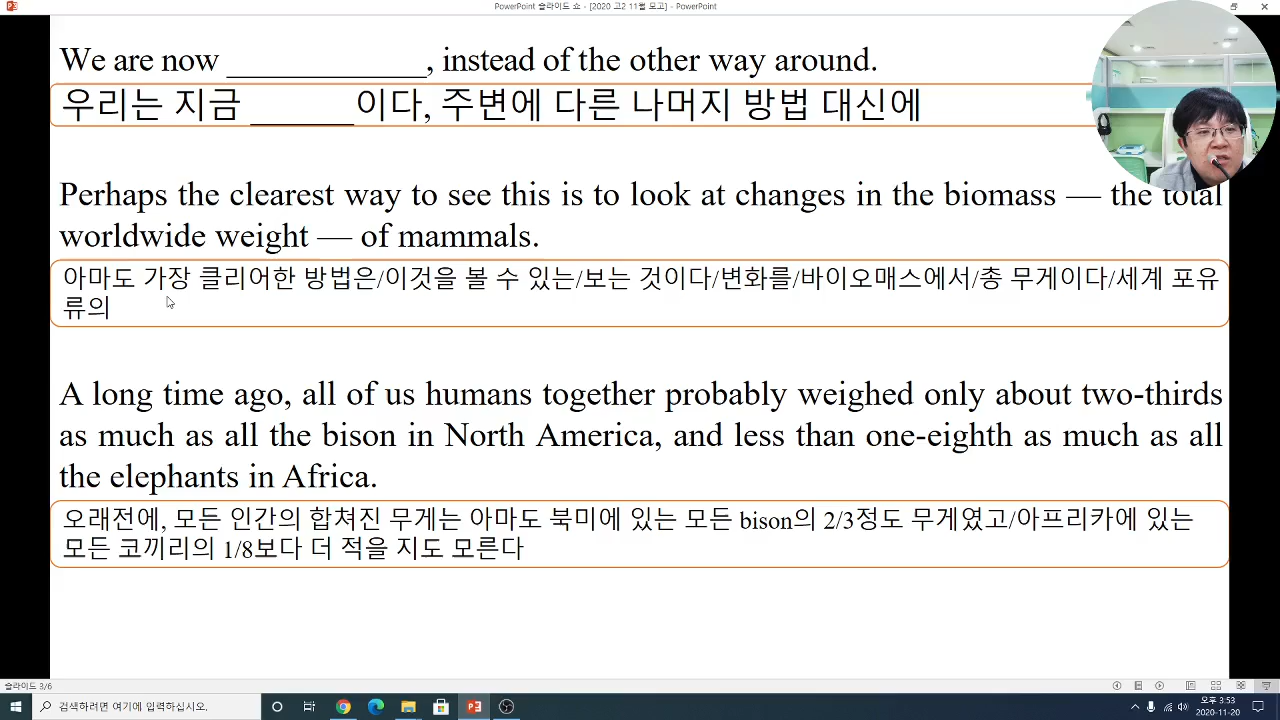 PowerPoint 슬라이드 쇼 - [2020 고2 11월 모고] - PowerPoint
We are now ____________, instead of the other way around.
우리는 지금 _______이다, 주변에 다른 나머지 방법 대신에
Perhaps the clearest way to see this is to look at changes in the biomass — the total
worldwide weight — of mammals.
아마도 가장 클리어한 방법은/이것을 볼 수 있는/보는 것이다/변화를/바이오매스에서/총 무게이다/세계 포유
류의
A long time ago, all of us humans together probably weighed only about two-thirds
as much as all the bison in North America, and less than one-eighth as much as all
the elephants in Africa.
오래전에, 모든 인간의 합쳐진 무게는 아마도 북미에 있는 모든 bison의 2/3정도 무게였고/아프리카에 있는
모든 코끼리의 1/8보다 더 적을 지도 모른다
슬라이드 3/6
검색하려면 여기에 입력하십시오.
오후 3:53
2020-11-20